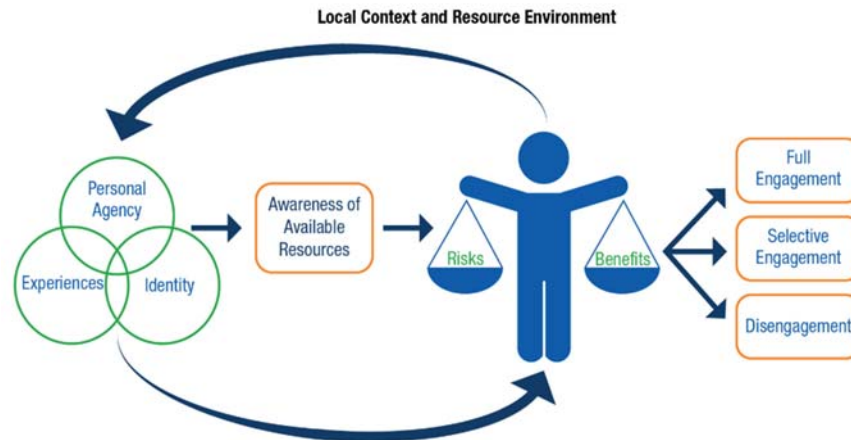 Local Context and Resource Environment
Personal
Agency
Experiences
Identity
Awareness of
Available
Resources
Risks
Benefits
Full
Engagement
Selective
Engagement
Disengagement